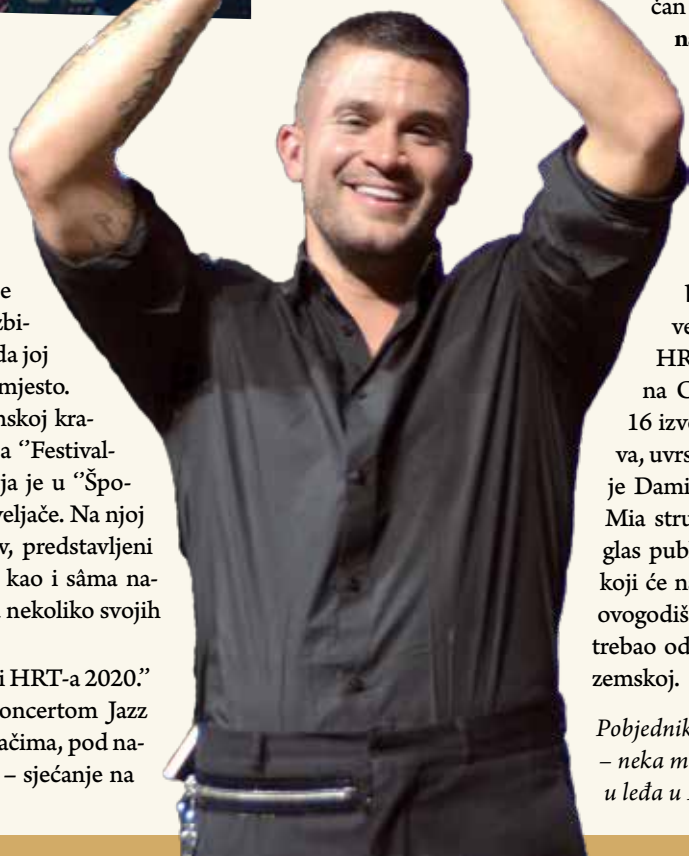 e
zbi-
da joj
mjesto.
nskoj kra-
a ‘‘Festival-
ja je u ‘‘Špo-
veljače. Na njoj
v, predstavljeni
kao i sâma na-
nekoliko svojih
i HRT-a 2020.’’
oncertom Jazz
ačima, pod na-
– sjećanje na
čan
na
ve
HR
na
16 izv
va, uvrs
je Dami
Mia stru
glas pub
koji će n
ovogodiš
trebao od
zemskoj.
Pobjednik
– neka m
u leđa u